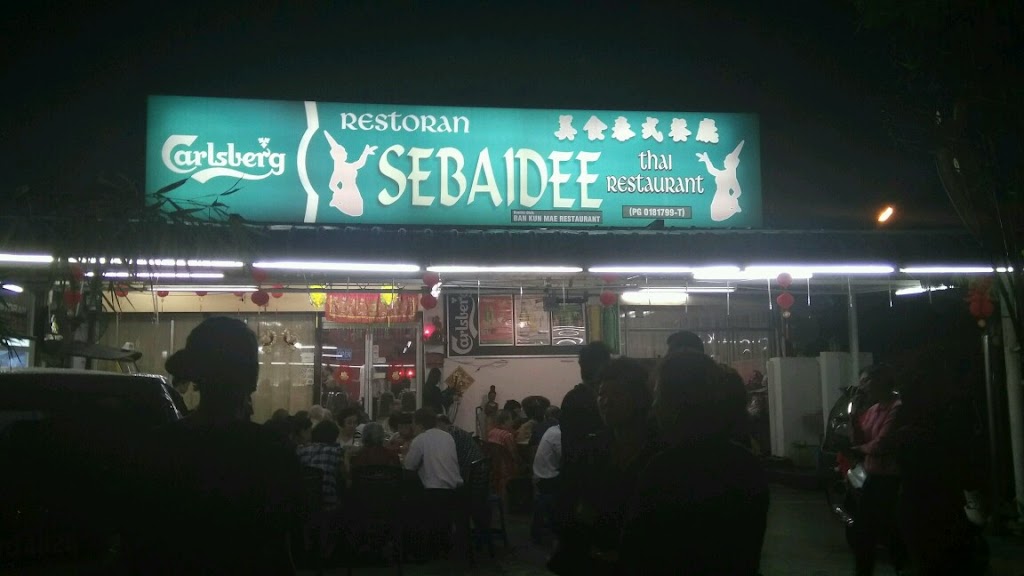 Carlsberg
RESTORAN
美食泰式餐廳
SEBAIDEE
thai
RESTAURANT
BAN KUN MAE RESTAURANT
(PG 0181799-T)
Carlsberg